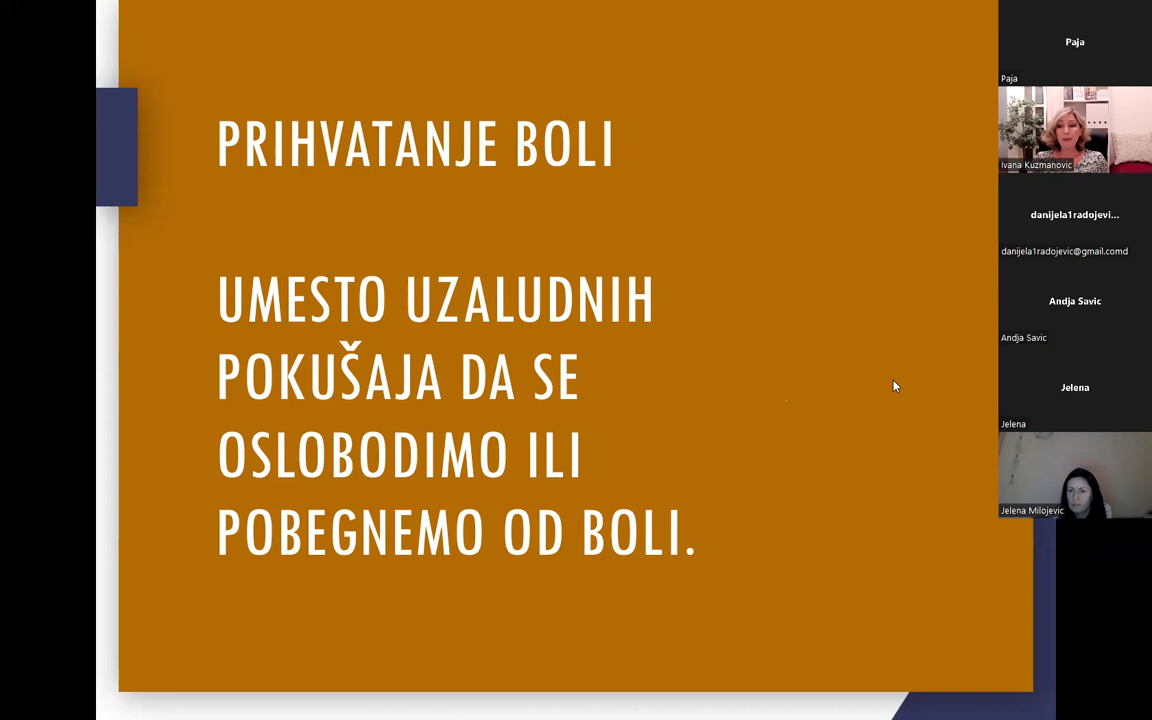 PRIHVATANJE BOLI
UMESTO UZALUDNIH
POKUŠAJA DA SE
OSLOBODIMO ILI
POBEGNEMO OD BOLI.
Paja
Paja
Ivana Kuzmanovic
danijela1radojevi...
danijela1radojevic@gmail.comd
Andja Savic
Andja Savic
Jelena
Jelena
Jelena Milojevic